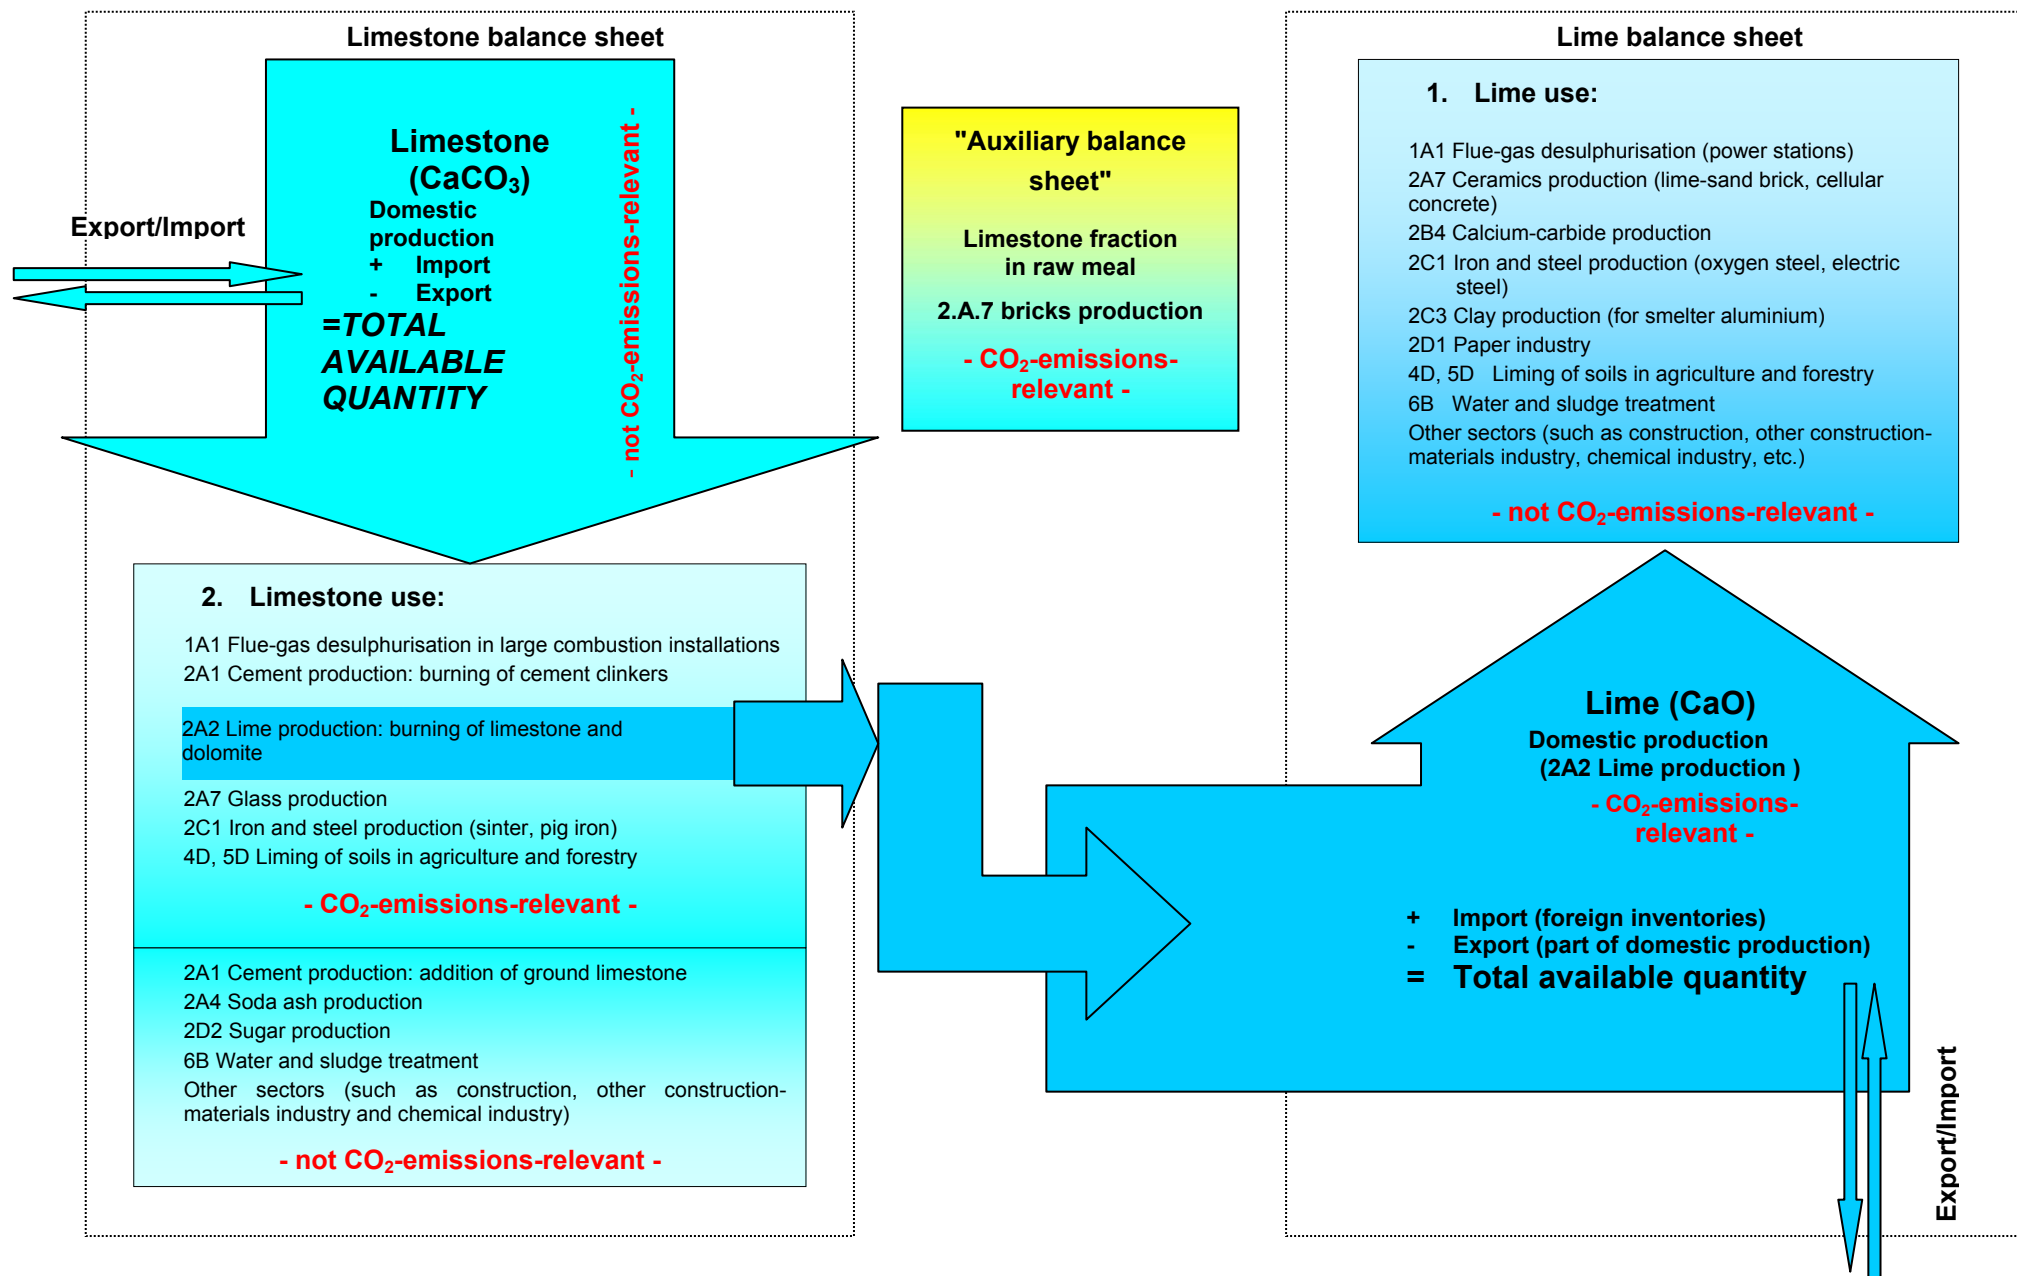 Limestone balance sheet
Limestone
(CaCO₃)
Domestic
production
+ Import
- Export
=TOTAL
AVAILABLE
QUANTITY
- not CO₂-emissions-relevant -
Export/Import
2. Limestone use:
1A1 Flue-gas desulphurisation in large combustion installations
2A1 Cement production: burning of cement clinkers
2A2 Lime production: burning of limestone and
dolomite
2A7 Glass production
2C1 Iron and steel production (sinter, pig iron)
4D, 5D Liming of soils in agriculture and forestry
- CO₂-emissions-relevant -
2A1 Cement production: addition of ground limestone
2A4 Soda ash production
2D2 Sugar production
6B Water and sludge treatment
Other sectors (such as construction, other construction-
materials industry and chemical industry)
- not CO₂-emissions-relevant -
"Auxiliary balance
sheet"
Limestone fraction
in raw meal
2.A.7 bricks production
- CO₂-emissions-
relevant -
Lime balance sheet
1. Lime use:
1A1 Flue-gas desulphurisation (power stations)
2A7 Ceramics production (lime-sand brick, cellular
concrete)
2B4 Calcium-carbide production
2C1 Iron and steel production (oxygen steel, electric
steel)
2C3 Clay production (for smelter aluminium)
2D1 Paper industry
4D, 5D Liming of soils in agriculture and forestry
6B Water and sludge treatment
Other sectors (such as construction, other construction-
materials industry, chemical industry, etc.)
- not CO₂-emissions-relevant -
Lime (CaO)
Domestic production
(2A2 Lime production )
- CO₂-emissions-
relevant -
+ Import (foreign inventories)
- Export (part of domestic production)
= Total available quantity
Export/Import